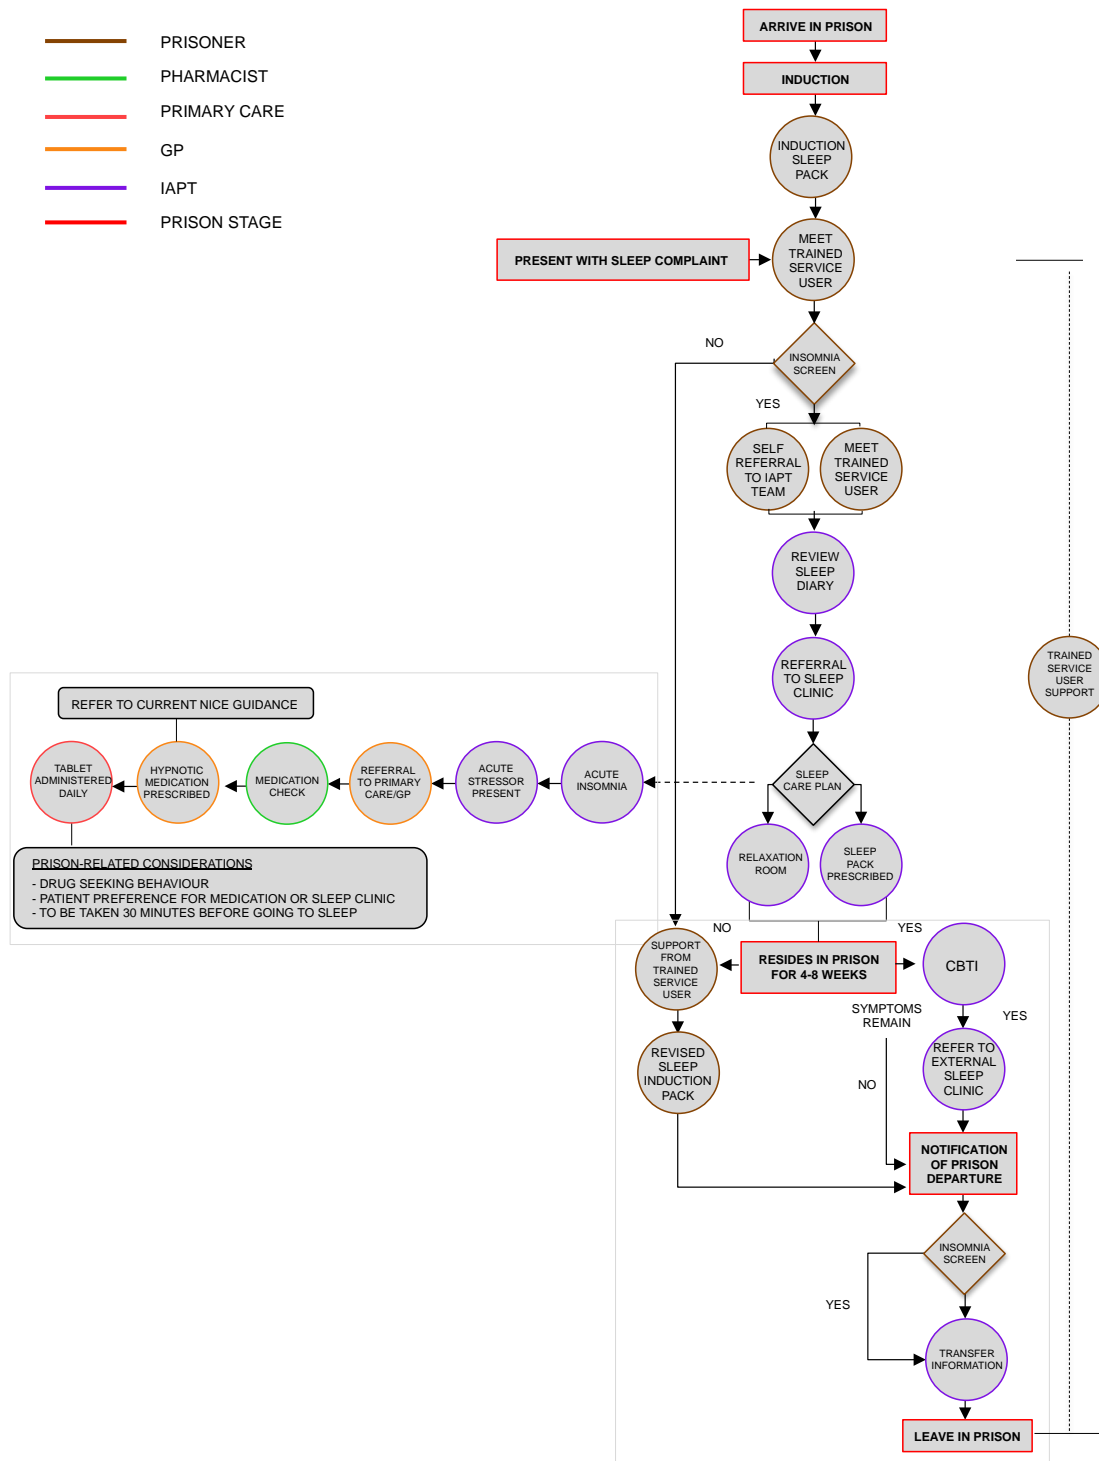 PRISONER
PHARMACIST
PRIMARY CARE
GP
IAPT
PRISON STAGE
ARRIVE IN PRISON
INDUCTION
INDUCTION
SLEEP
PACK
PRESENT WITH SLEEP COMPLAINT
MEET
TRAINED
SERVICE
USER
NO
INSOMNIA
SCREEN
YES
SELF
REFERRAL
TO IAPT
TEAM
MEET
TRAINED
SERVICE
USER
REVIEW
SLEEP
DIARY
REFERRAL
TO SLEEP
CLINIC
TRAINED
SERVICE
USER
SUPPORT
SLEEP
CARE PLAN
REFER TO CURRENT NICE GUIDANCE
TABLET
ADMINISTERED
DAILY
HYPNOTIC
MEDICATION
PRESCRIBED
MEDICATION
CHECK
REFERRAL
TO PRIMARY
CARE/GP
ACUTE
STRESSOR
PRESENT
ACUTE
INSOMNIA
PRISON-RELATED CONSIDERATIONS
- DRUG SEEKING BEHAVIOUR
- PATIENT PREFERENCE FOR MEDICATION OR SLEEP CLINIC
- TO BE TAKEN 30 MINUTES BEFORE GOING TO SLEEP
RELAXATION
ROOM
SLEEP
PACK
PRESCRIBED
NO
YES
SUPPORT
FROM
TRAINED
SERVICE
USER
RESIDES IN PRISON
FOR 4-8 WEEKS
CBTI
SYMPTOMS
REMAIN
YES
REVISED
SLEEP
INDUCTION
PACK
NO
REFER TO
EXTERNAL
SLEEP
CLINIC
NOTIFICATION
OF PRISON
DEPARTURE
INSOMNIA
SCREEN
YES
TRANSFER
INFORMATION
LEAVE IN PRISON